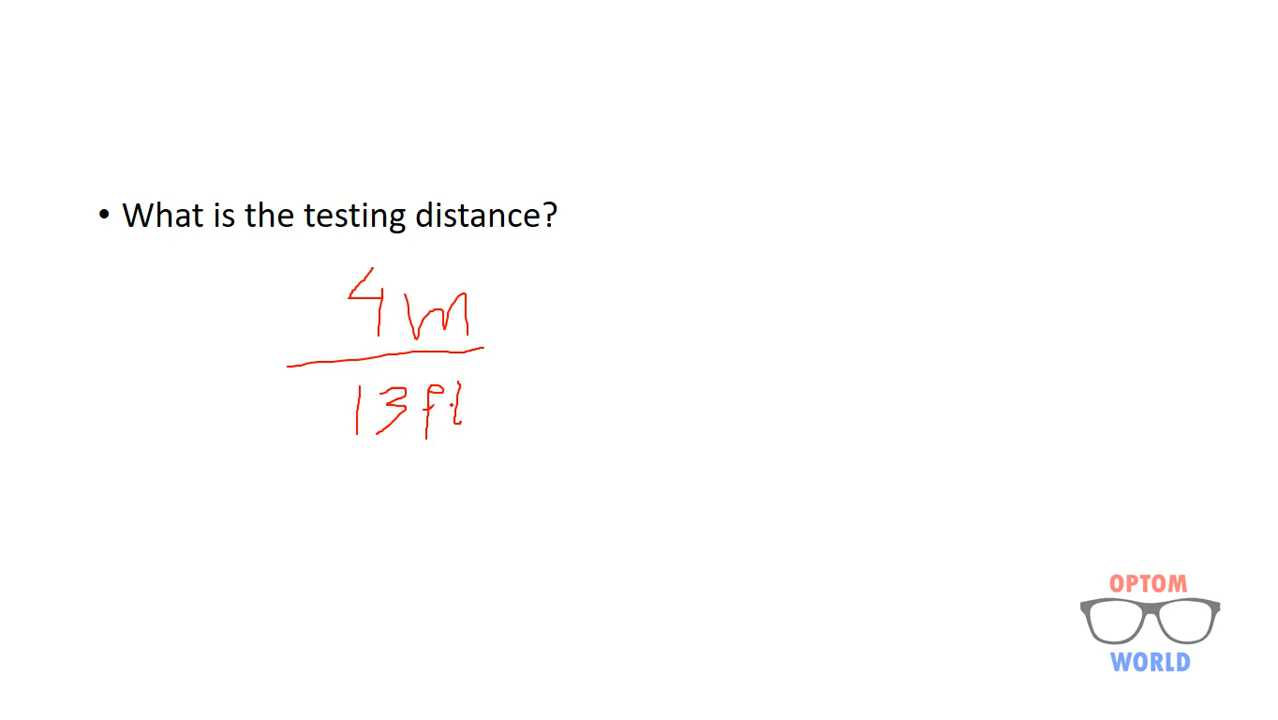 • What is the testing distance?
4m
13ft
OPTOM
WORLD